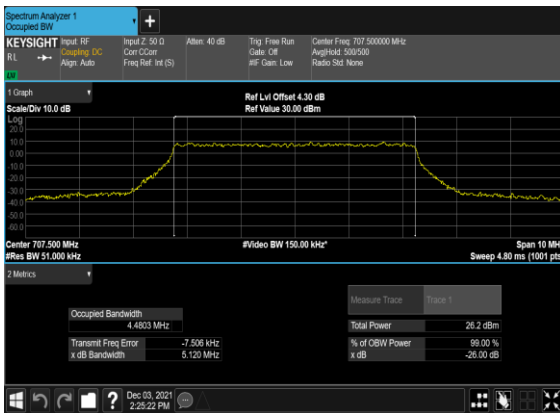 Spectrum Analyzer 1
Occupied BW
+
KEYSIGHT
RL
LV
Input: RF
Coupling: DC
Align: Auto
Input Z: 50 Ω
Corr CCorr
Freq Ref: Int (S)
Atten: 40 dB
Trig: Free Run
Gate: Off
#IF Gain: Low
Center Freq: 707.500000 MHz
Avg|Hold: 500/500
Radio Std: None
1 Graph
Scale/Div 10.0 dB
Ref Lvl Offset 4.30 dB
Ref Value 30.00 dBm
Log
20.0
10.0
0.00
-10.0
-20.0
-30.0
-40.0
-50.0
-60.0
Center 707.500 MHz
#Video BW 150.00 kHz*
Span 10 MH
#Res BW 51.000 kHz
Sweep 4.80 ms (1001 pts
2 Metrics
Measure Trace
Trace 1
Occupied Bandwidth
4.4803 MHz
Total Power
26.2 dBm
Transmit Freq Error
-7.506 kHz
% of OBW Power
99.00 %
x dB Bandwidth
5.120 MHz
x dB
-26.00 dB
?
Dec 03, 2021
2:25:22 PM